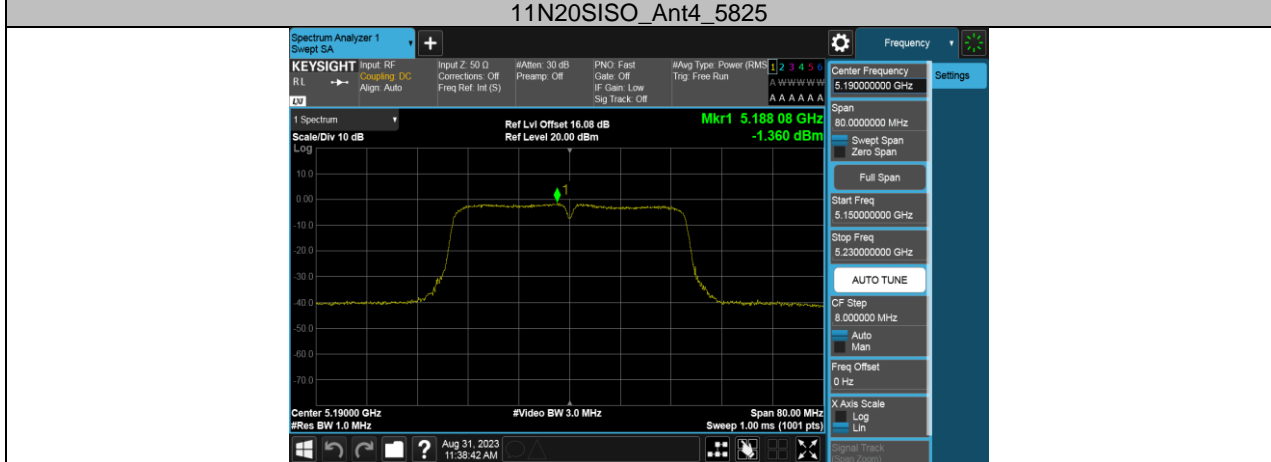 11N20SISO_Ant4_5825
Spectrum Analyzer 1
Swept SA
+
Frequency
KEYSIGHT
RL
LXI
Input: RF
Coupling: DC
Align: Auto
Input Z: 50 Ω
Corrections: Off
Freq Ref: Int (S)
#Atten: 30 dB
Preamp: Off
PNO: Fast
Gate: Off
IF Gain: Low
Sig Track: Off
#Avg Type: Power (RMS
Trig: Free Run
1 2 3 4 5 6
A W W W W W
A A A A A A
1 Spectrum
Scale/Div 10 dB
Ref Lvl Offset 16.08 dB
Ref Level 20.00 dBm
Mkr1 5.188 08 GHz
-1.360 dBm
Log
10.0
0.00
-10.0
-20.0
-30.0
-40.0
-50.0
-60.0
-70.0
1
Center 5.19000 GHz
#Res BW 1.0 MHz
#Video BW 3.0 MHz
Span 80.00 MHz
Sweep 1.00 ms (1001 pts)
Aug 31, 2023
11:38:42 AM
?
Center Frequency
5.190000000 GHz
Settings
Span
80.0000000 MHz
Swept Span
Zero Span
Full Span
Start Freq
5.150000000 GHz
Stop Freq
5.230000000 GHz
AUTO TUNE
CF Step
8.000000 MHz
Auto
Man
Freq Offset
0 Hz
X Axis Scale
Log
Lin
Signal Track
(Span Zoom)